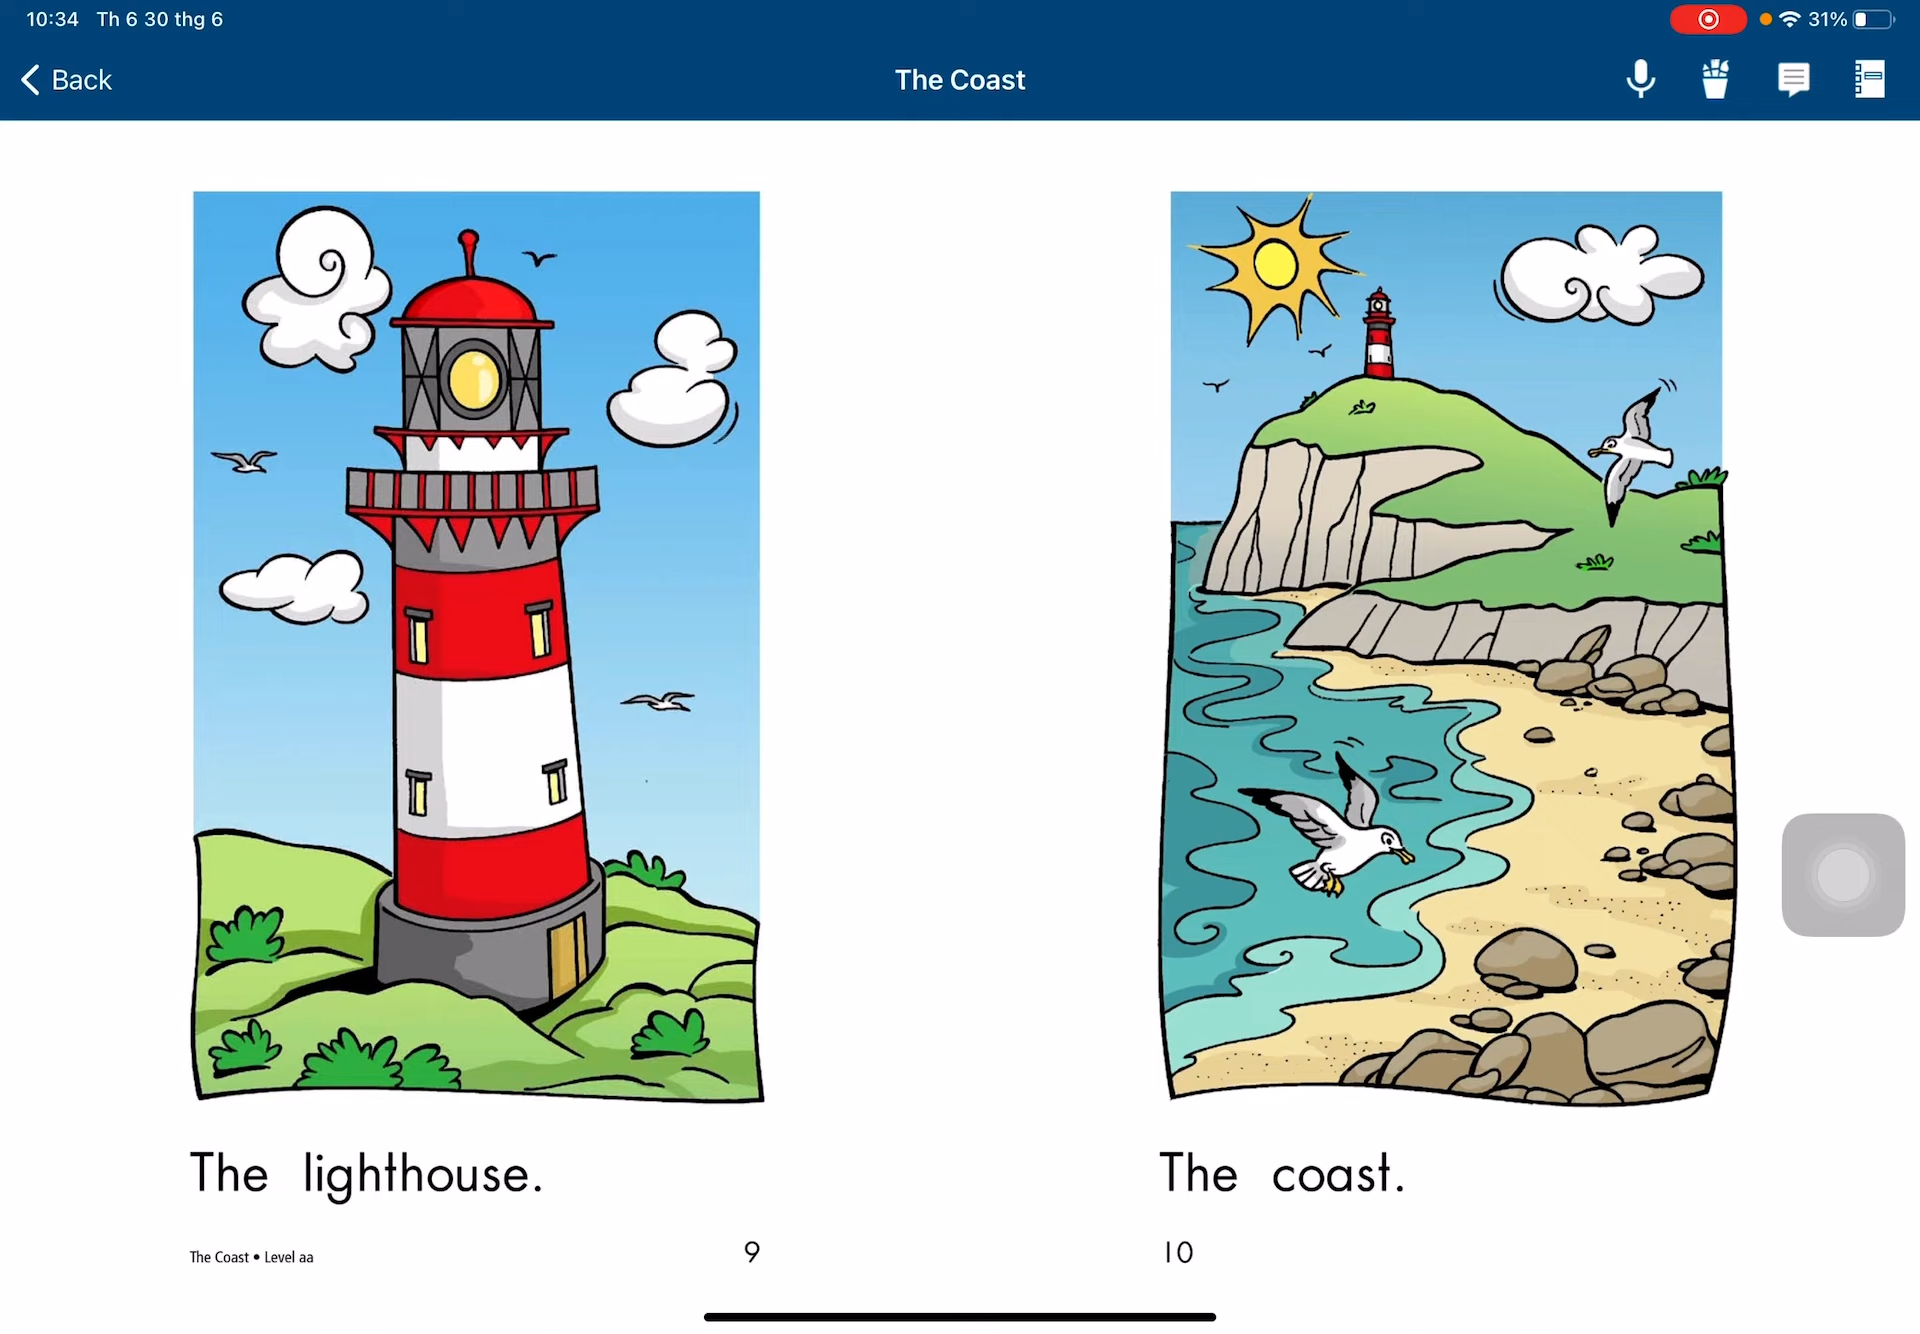 10:34 Th 6 30 thg 6
31%
Back
The Coast
The lighthouse.
The coast.
The Coast • Level aa
9
10